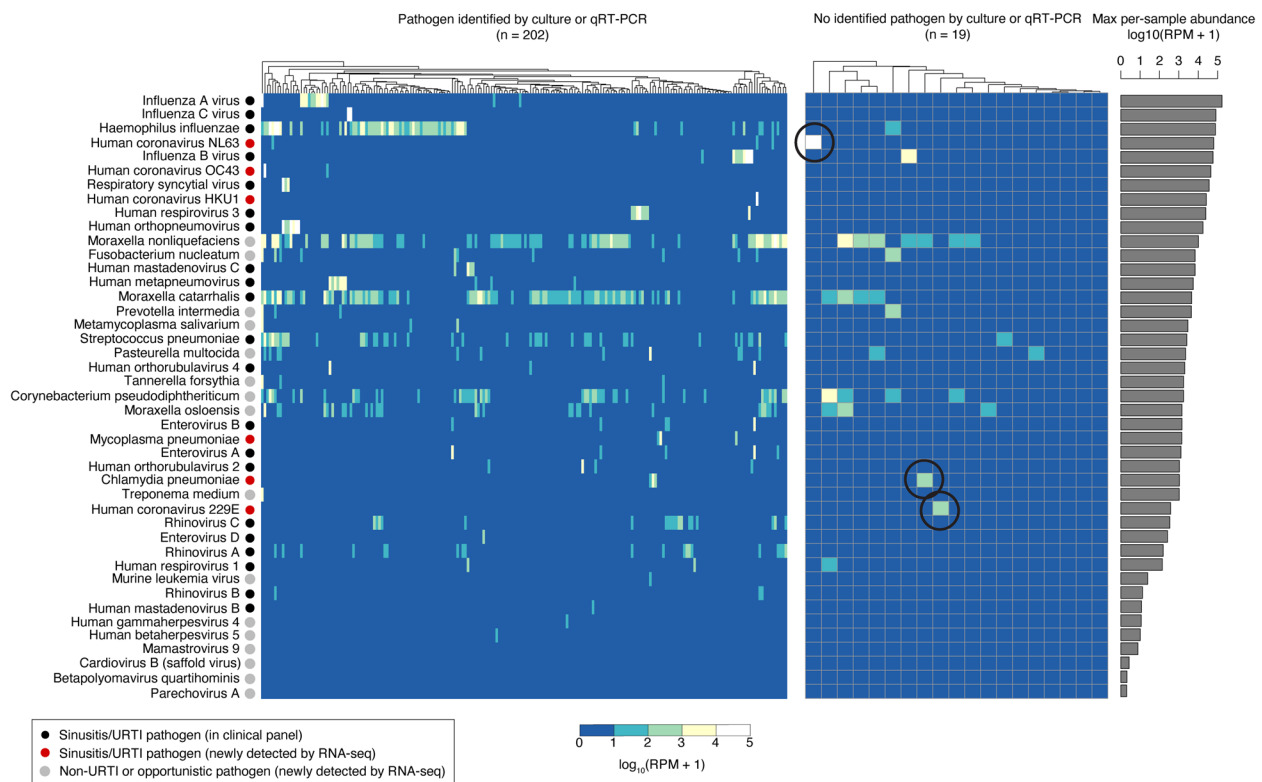 Pathogen identified by culture or qRT-PCR
(n = 202)
No identified pathogen by culture or qRT-PCR
(n = 19)
Max per-sample abundance
log10(RPM + 1)
0 1 2 3 4 5
Influenza A virus
Influenza C virus
Haemophilus influenzae
Human coronavirus NL63
Influenza B virus
Human coronavirus OC43
Respiratory syncytial virus
Human coronavirus HKU1
Human respirovirus 3
Human orthopneumovirus
Moraxella nonliquefaciens
Fusobacterium nucleatum
Human mastadenovirus C
Human metapneumovirus
Moraxella catarrhalis
Prevotella intermedia
Metamycoplasma salivarium
Streptococcus pneumoniae
Pasteurella multocida
Human orthorubulavirus 4
Tannerella forsythia
Corynebacterium pseudodiphtheriticum
Moraxella osloensis
Enterovirus B
Mycoplasma pneumoniae
Enterovirus A
Human orthorubulavirus 2
Chlamydia pneumoniae
Treponema medium
Human coronavirus 229E
Rhinovirus C
Enterovirus D
Rhinovirus A
Human respirovirus 1
Murine leukemia virus
Rhinovirus B
Human mastadenovirus B
Human gammaherpesvirus 4
Human betaherpesvirus 5
Mamastrovirus 9
Cardiovirus B (saffold virus)
Betapolyomavirus quartihominis
Parechovirus A
Sinusitis/URTI pathogen (in clinical panel)
Sinusitis/URTI pathogen (newly detected by RNA-seq)
Non-URTI or opportunistic pathogen (newly detected by RNA-seq)
0 1 2 3 4 5
log10(RPM + 1)